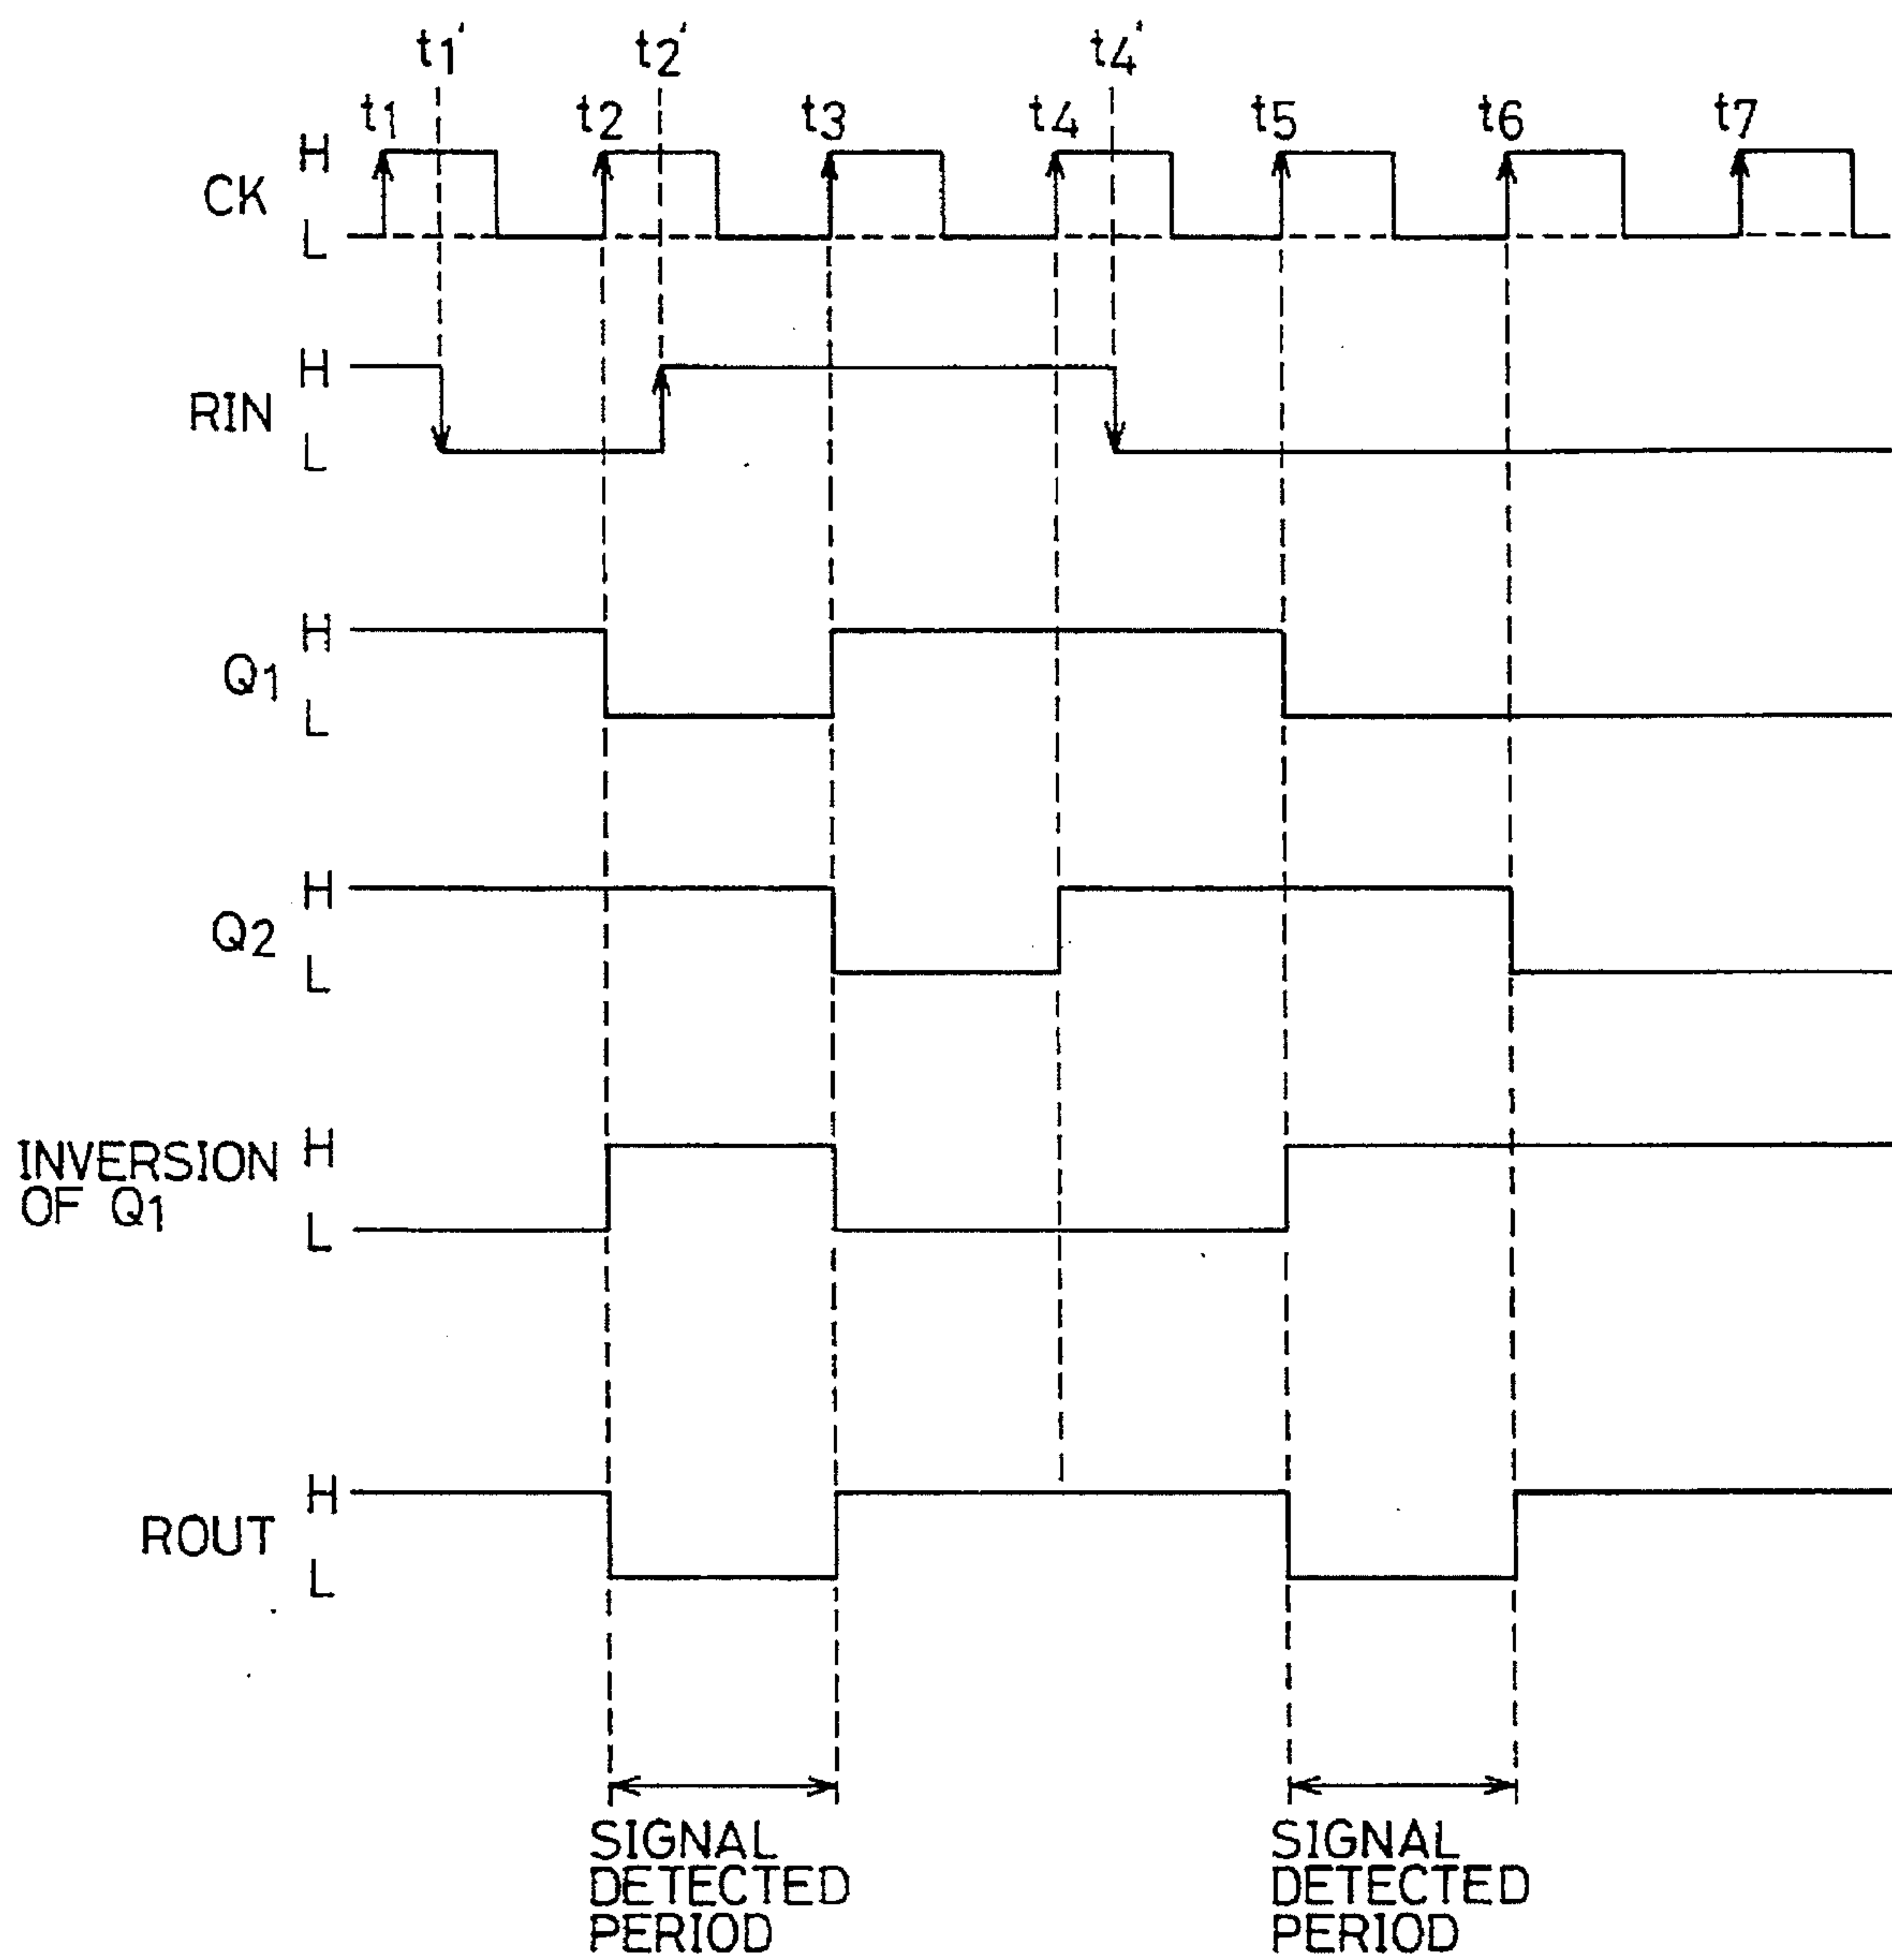 t1' t2' t4'
t1 t2 t3 t4 t5 t6 t7
H
CK
L
H
RIN
L
H
Q1
L
H
Q2
L
INVERSION H
OF Q1
L
H
ROUT
L
SIGNAL SIGNAL
DETECTED DETECTED
PERIOD PERIOD